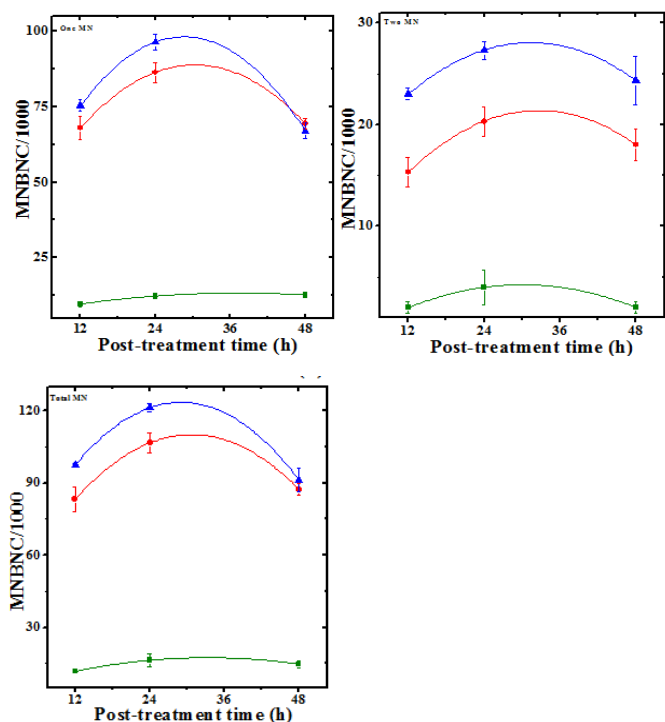 One MN
100
75
50
25
MNBNC/1000
12 24 36 48
Post-treatment time (h)
Two MN
30
20
10
MNBNC/1000
12 24 36 48
Post-treatment time (h)
Total MN
120
90
60
30
MNBNC/1000
12 24 36 48
Post-treatment time (h)